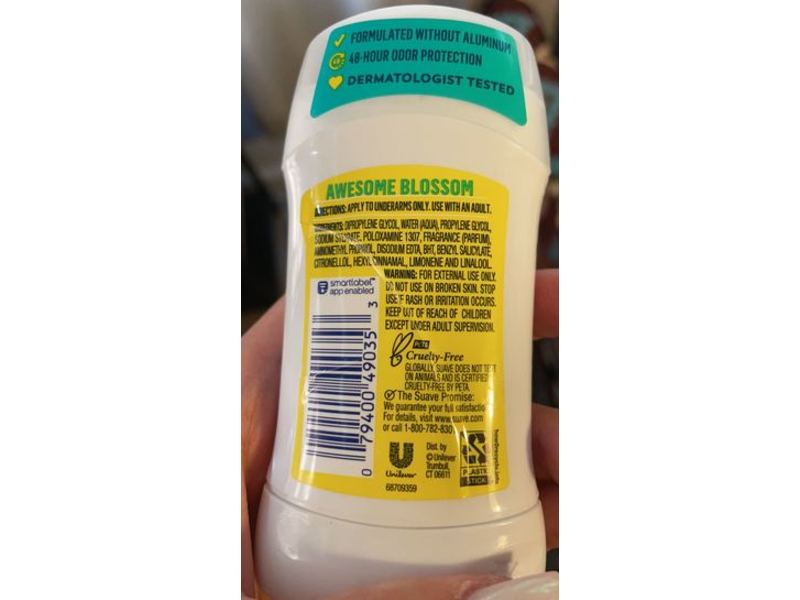 FORMULATED WITHOUT ALUMINUM
48-HOUR ODOR PROTECTION
DERMATOLOGIST TESTED
AWESOME BLOSSOM
DIRECTIONS: APPLY TO UNDERARMS ONLY. USE WITH AN ADULT.
INGREDIENTS: DIPROPYLENE GLYCOL, WATER (AQUA), PROPYLENE GLYCOL,
SODIUM STEARATE, POLOXAMINE 1307, FRAGRANCE (PARFUM),
AMINOMETHYL PROPANOL, DISODIUM EDTA, BHT, BENZYL SALICYLATE,
CITRONELLOL, HEXYL CINNAMAL, LIMONENE AND LINALOOL.
smartlabel
app enabled
WARNING: FOR EXTERNAL USE ONLY.
DO NOT USE ON BROKEN SKIN. STOP
USE IF RASH OR IRRITATION OCCURS.
KEEP OUT OF REACH OF CHILDREN
EXCEPT UNDER ADULT SUPERVISION.
PETA
Cruelty-Free
GLOBALLY, SUAVE DOES NOT TEST
ON ANIMALS AND IS CERTIFIED
CRUELTY-FREE BY PETA.
The Suave Promise:
We guarantee your full satisfaction
For details, visit www.suave.com
or call 1-800-782-830
0 79400 49035 3
Unilever
Dist. by
© Unilever
Trumbull,
CT 06611
PLASTIC
STICK
how2recycle.info
68709359